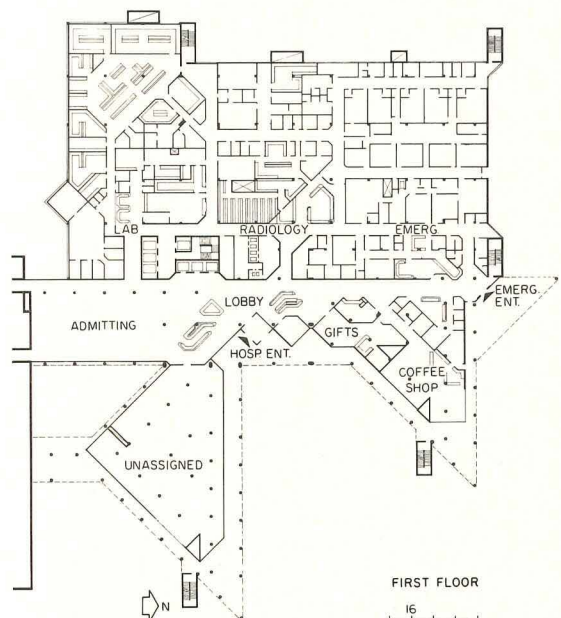 LAB
RADIOLOGY
EMERG
EMERG.
ENT.
LOBBY
ADMITTING
GIFTS
HOSP. ENT.
COFFEE
SHOP
UNASSIGNED
FIRST FLOOR
N
16